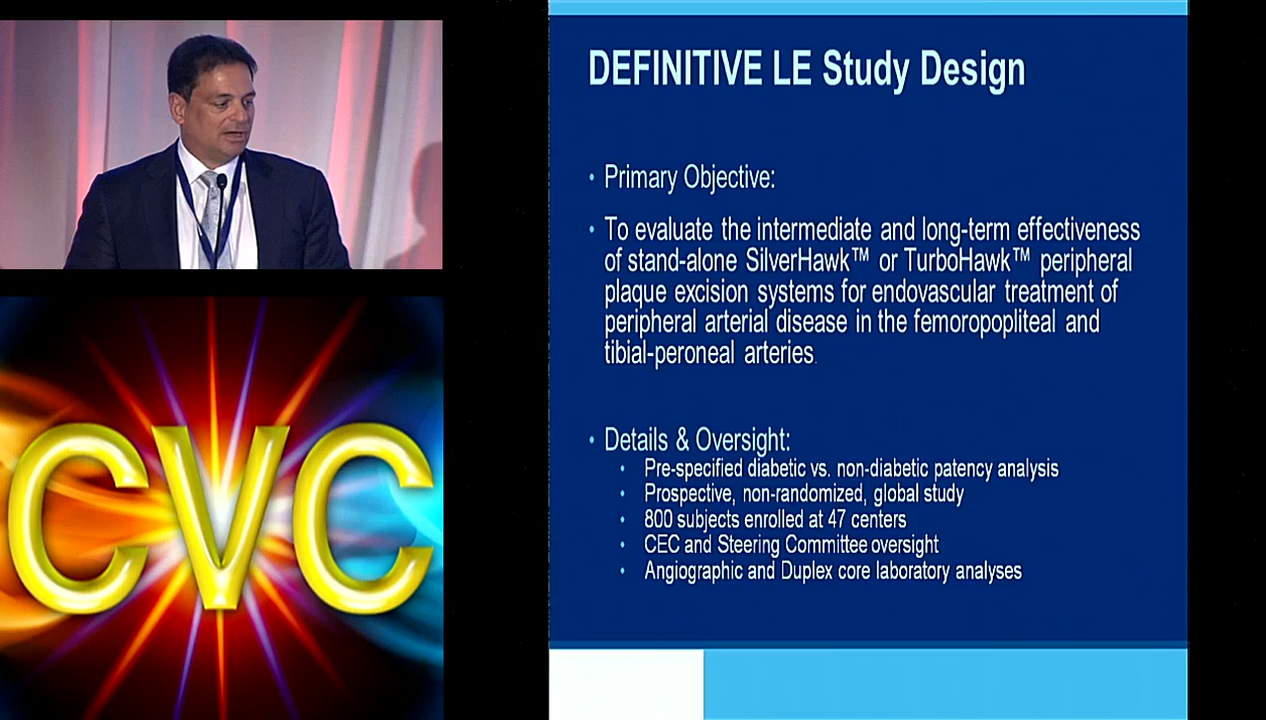 DEFINITIVE LE Study Design
• Primary Objective:
• To evaluate the intermediate and long-term effectiveness
of stand-alone SilverHawk™ or TurboHawk™ peripheral
plaque excision systems for endovascular treatment of
peripheral arterial disease in the femoropopliteal and
tibial-peroneal arteries.
• Details & Oversight:
• Pre-specified diabetic vs. non-diabetic patency analysis
• Prospective, non-randomized, global study
• 800 subjects enrolled at 47 centers
• CEC and Steering Committee oversight
• Angiographic and Duplex core laboratory analyses
CVC